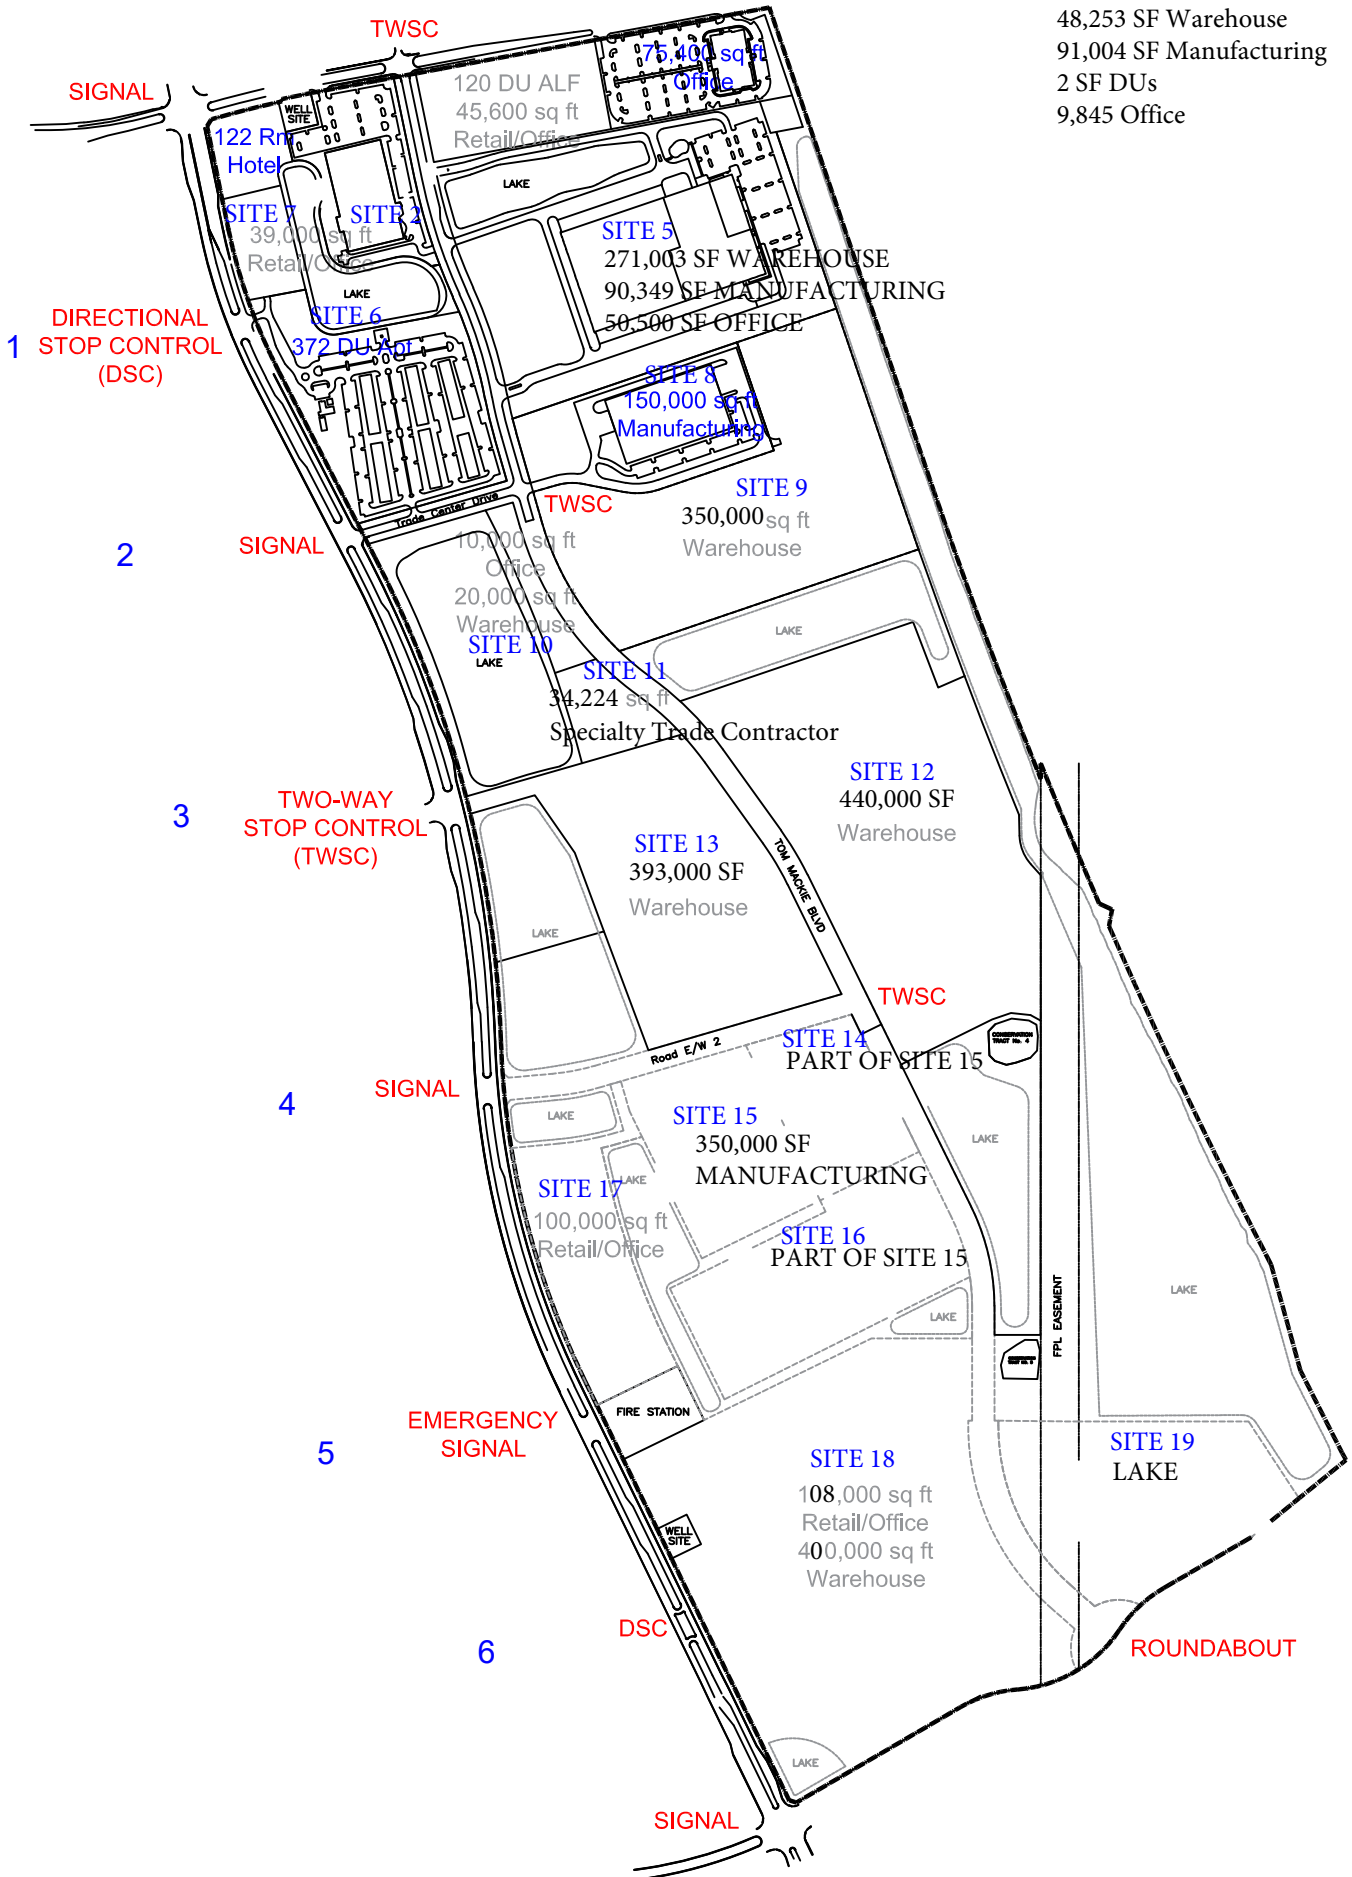 48,253 SF Warehouse
91,004 SF Manufacturing
2 SF DUs
9,845 Office
TWSC
SIGNAL
75,400 sq ft
Office
120 DU ALF
45,600 sq ft
Retail/Office
WELL
SITE
122 Rm
Hotel
LAKE
SITE 7
39,000 sq ft
Retail/Office
SITE 2
SITE 5
271,003 SF WAREHOUSE
90,349 SF MANUFACTURING
50,500 SF OFFICE
LAKE
SITE 6
372 DU Apt
1
DIRECTIONAL
STOP CONTROL
(DSC)
SITE 8
150,000 sq ft
Manufacturing
SITE 9
350,000 sq ft
Warehouse
Trade Center Drive
TWSC
2
SIGNAL
10,000 sq ft
Office
20,000 sq ft
Warehouse
SITE 10
LAKE
LAKE
SITE 11
34,224 sq ft
Specialty Trade Contractor
SITE 12
440,000 SF
Warehouse
3
TWO-WAY
STOP CONTROL
(TWSC)
SITE 13
393,000 SF
Warehouse
TOM MACKIE BLVD
LAKE
TWSC
Road E/W 2
SITE 14
PART OF SITE 15
CONSERVATION
TRACT No. 4
4
SIGNAL
LAKE
SITE 15
350,000 SF
MANUFACTURING
LAKE
LAKE
SITE 17
100,000 sq ft
Retail/Office
SITE 16
PART OF SITE 15
LAKE
LAKE
FPL EASEMENT
FIRE STATION
5
EMERGENCY
SIGNAL
SITE 18
108,000 sq ft
Retail/Office
400,000 sq ft
Warehouse
SITE 19
LAKE
WELL
SITE
6
DSC
ROUNDABOUT
LAKE
SIGNAL